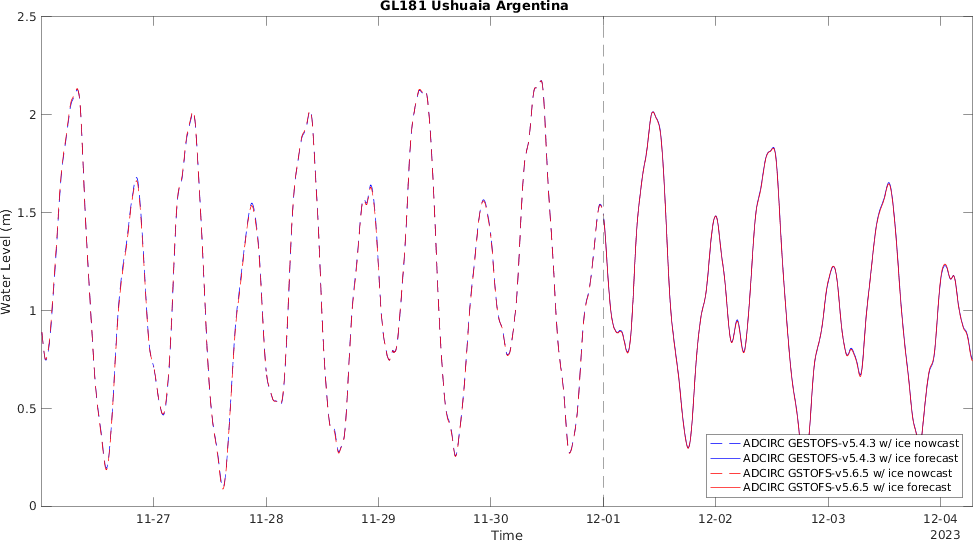 GL181 Ushuaia Argentina
2.5
2
1.5
1
0.5
0
Water Level (m)
11-27
11-28
11-29
11-30
12-01
12-02
12-03
12-04
2023
Time
ADCIRC GESTOFS-v5.4.3 w/ ice nowcast
ADCIRC GESTOFS-v5.4.3 w/ ice forecast
ADCIRC GSTOFS-v5.6.5 w/ ice nowcast
ADCIRC GSTOFS-v5.6.5 w/ ice forecast